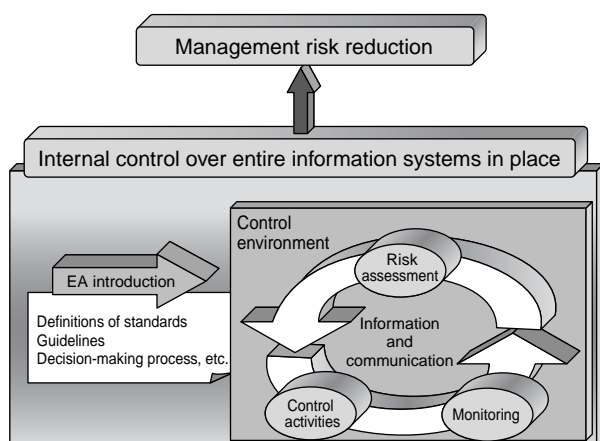 Management risk reduction
Internal control over entire information systems in place
Control
environment
Risk
assessment
EA introduction
Definitions of standards
Guidelines
Decision-making process, etc.
Information
and
communication
Control
activities
Monitoring